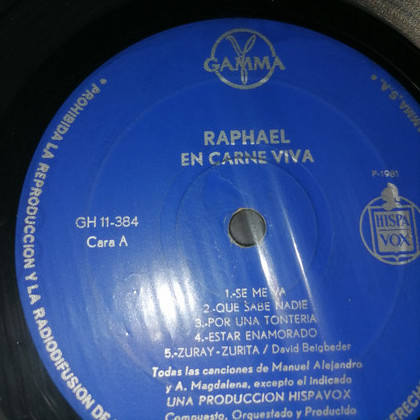 GAMMA
RAPHAEL
EN CARNE VIVA
P-1981
GH 11-384
Cara A
HISPA
VOX
1.-SE ME VA
2.-QUE SABE NADIE
3.-POR UNA TONTERIA
4.-ESTAR ENAMORADO
5.-ZURAY-ZURITA / David Beigbeder
Todas las canciones de Manuel Alejandro
y A. Magdalena, excepto el indicado
UNA PRODUCCION HISPAVOX
Compuesto, Orquestado y Producido
PROHIBIDA LA REPRODUCCION Y LA RADIODIFUSION DE
S.A.